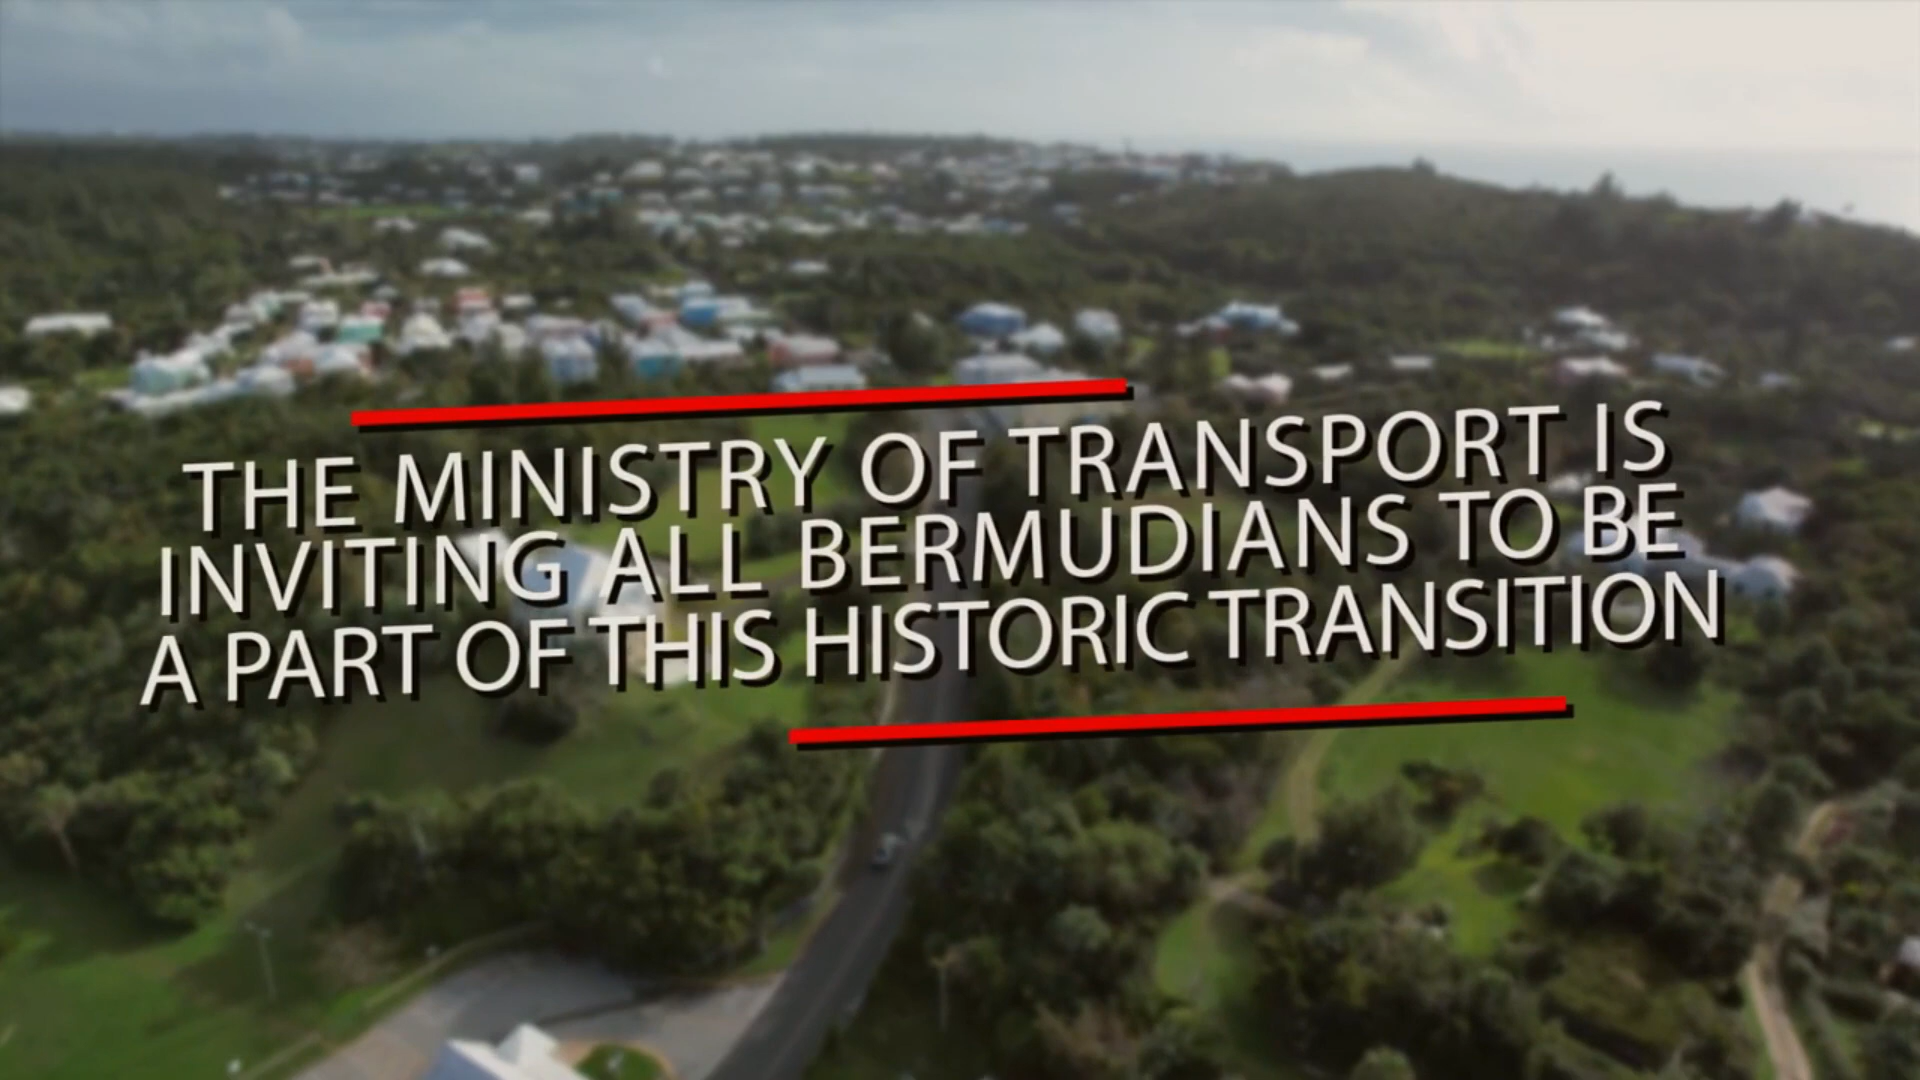 THE MINISTRY OF TRANSPORT IS
INVITING ALL BERMUDIANS TO BE
A PART OF THIS HISTORIC TRANSITION